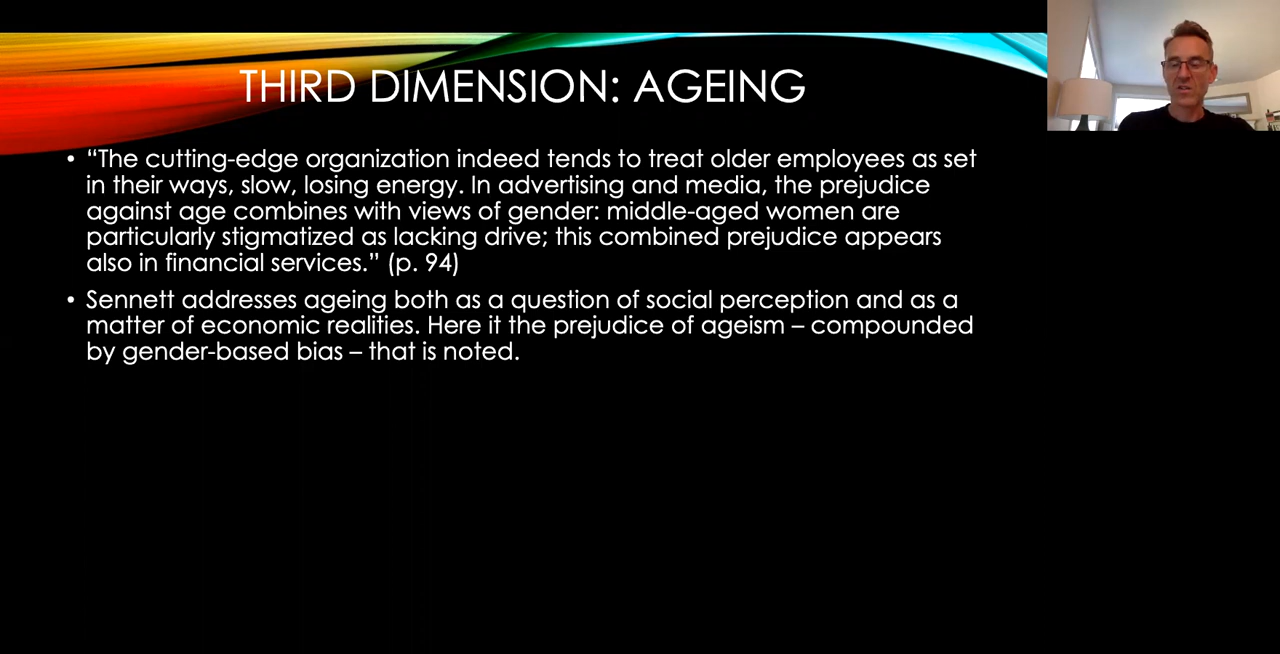 THIRD DIMENSION: AGEING
• “The cutting-edge organization indeed tends to treat older employees as set
in their ways, slow, losing energy. In advertising and media, the prejudice
against age combines with views of gender: middle-aged women are
particularly stigmatized as lacking drive; this combined prejudice appears
also in financial services.” (p. 94)
• Sennett addresses ageing both as a question of social perception and as a
matter of economic realities. Here it the prejudice of ageism – compounded
by gender-based bias – that is noted.